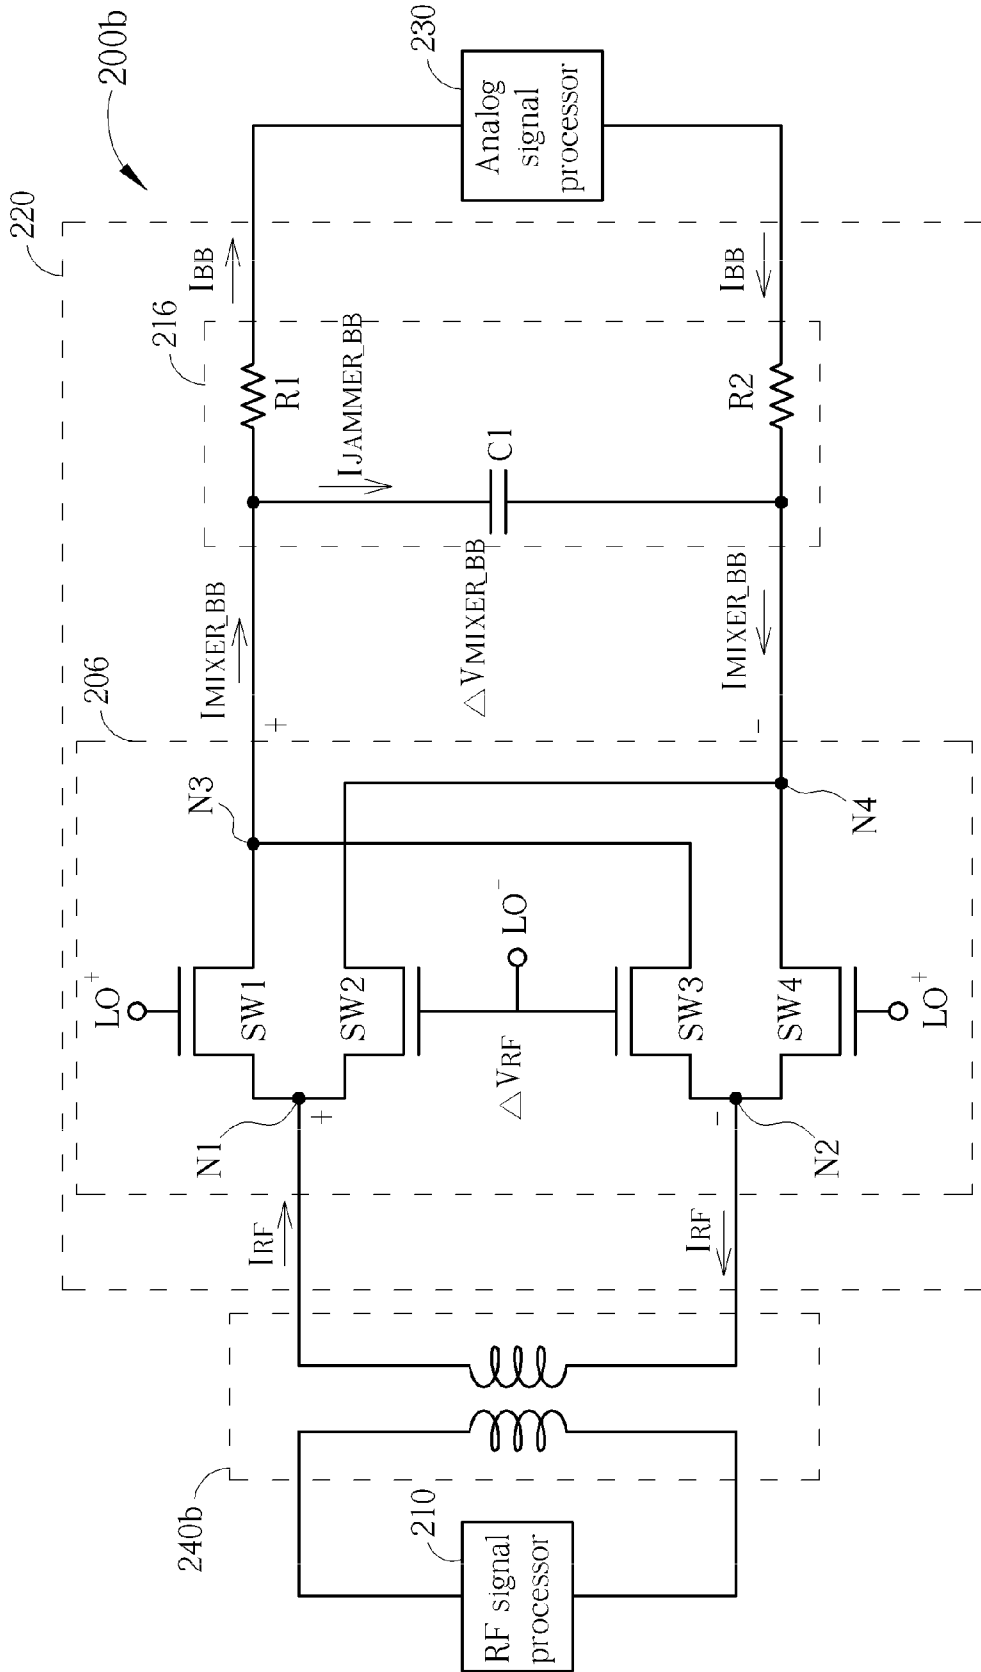 200b
220
230
Analog
signal
processor
216
IBB
IBB
R1
R2
IJAMMER_BB
C1
△VMIXER_BB
IMIXER_BB
IMIXER_BB
206
+
-
N3
N4
LO+
SW1
SW2
LO-
SW3
SW4
LO+
△VRF
N1
+
-
N2
IRF
IRF
240b
210
RF signal
processor